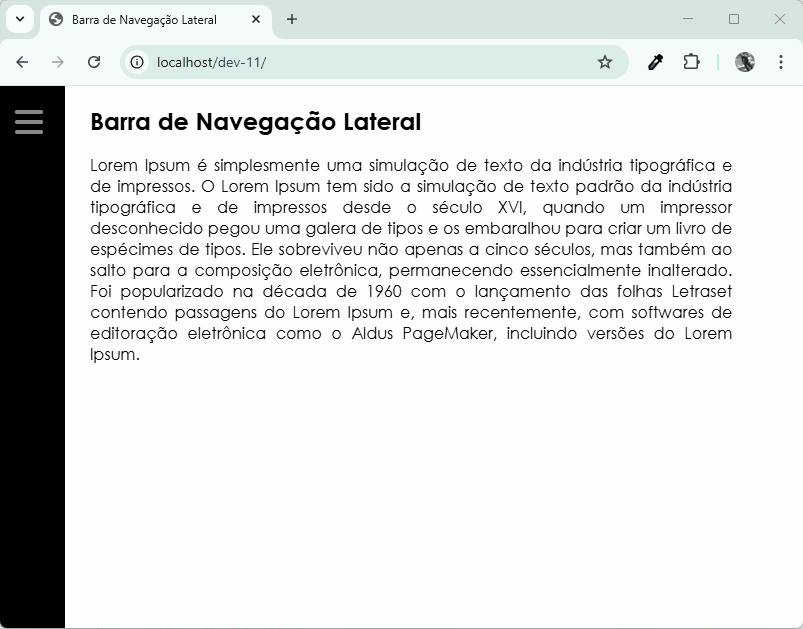 Barra de Navegação Lateral
localhost/dev-11/
Barra de Navegação Lateral
Lorem Ipsum é simplesmente uma simulação de texto da indústria tipográfica e
de impressos. O Lorem Ipsum tem sido a simulação de texto padrão da indústria
tipográfica e de impressos desde o século XVI, quando um impressor
desconhecido pegou uma galera de tipos e os embaralhou para criar um livro de
espécimes de tipos. Ele sobreviveu não apenas a cinco séculos, mas também ao
salto para a composição eletrônica, permanecendo essencialmente inalterado.
Foi popularizado na década de 1960 com o lançamento das folhas Letraset
contendo passagens do Lorem Ipsum e, mais recentemente, com softwares de
editoração eletrônica como o Aldus PageMaker, incluindo versões do Lorem
Ipsum.